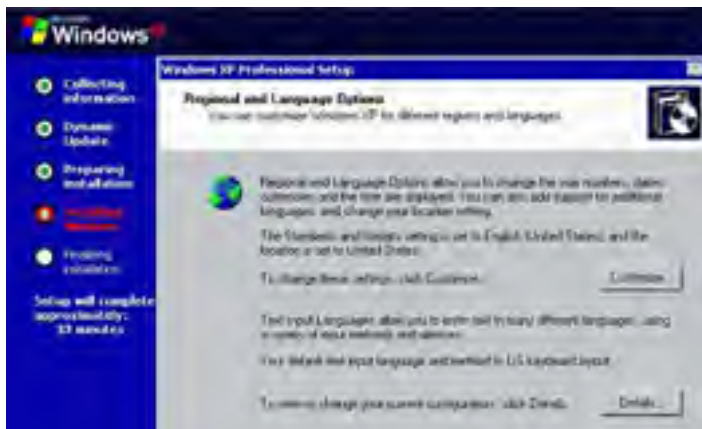 Microsoft
Windows xp
Collecting
information
Dynamic
Update
Preparing
installation
Installing
Windows
Finalizing
installation
Setup will complete
approximately:
33 minutes
Windows XP Professional Setup
Regional and Language Options
You can customize Windows XP for different regions and languages.
Regional and Language Options allow you to change the way numbers, dates,
currencies and the time are displayed. You can also add support for additional
languages, and change your location setting.
The Standards and formats setting is set to English (United States), and the
location is set to United States.
To change these settings, click Customize.
Customize...
Text Input Languages allow you to enter text in many different languages, using
a variety of input methods and devices.
Your default text input language and method is: US keyboard layout
To view or change your current configuration, click Details.
Details...